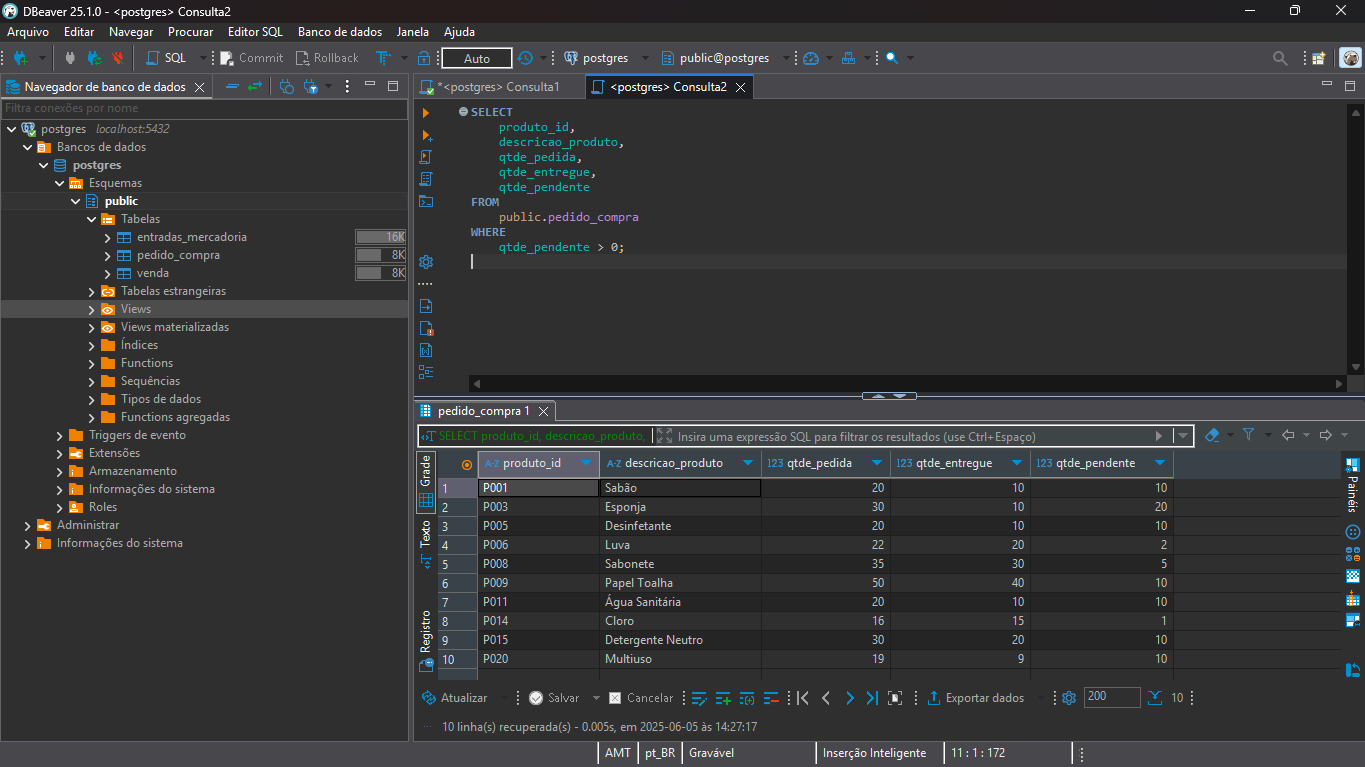 DBeaver 25.1.0 - <postgres> Consulta2
Arquivo Editar Navegar Procurar Editor SQL Banco de dados Janela Ajuda
SQL Commit Rollback Auto postgres public@postgres
Navegador de banco de dados
Filtra conexões por nome
postgres localhost:5432
Bancos de dados
postgres
Esquemas
public
Tabelas
entradas_mercadoria 16K
pedido_compra 8K
venda 8K
Tabelas estrangeiras
Views
Views materializadas
Índices
Functions
Sequências
Tipos de dados
Functions agregadas
Triggers de evento
Extensões
Armazenamento
Informações do sistema
Roles
Administrar
Informações do sistema
*<postgres> Consulta1 <postgres> Consulta2
SELECT
produto_id,
descricao_produto,
qtde_pedida,
qtde_entregue,
qtde_pendente
FROM
public.pedido_compra
WHERE
qtde_pendente > 0;
pedido_compra 1
SELECT produto_id, descricao_produto, Insira uma expressão SQL para filtrar os resultados (use Ctrl+Espaço)
Grade
Texto
Registro
A-Z produto_id A-Z descricao_produto 123 qtde_pedida 123 qtde_entregue 123 qtde_pendente
1 P001 Sabão 20 10 10
2 P003 Esponja 30 10 20
3 P005 Desinfetante 20 10 10
4 P006 Luva 22 20 2
5 P008 Sabonete 35 30 5
6 P009 Papel Toalha 50 40 10
7 P011 Água Sanitária 20 10 10
8 P014 Cloro 16 15 1
9 P015 Detergente Neutro 30 20 10
10 P020 Multiuso 19 9 10
Painéis
Atualizar Salvar Cancelar Exportar dados 200 10
10 linha(s) recuperada(s) - 0.005s, em 2025-06-05 às 14:27:17
AMT pt_BR Gravável Inserção Inteligente 11 : 1 : 172